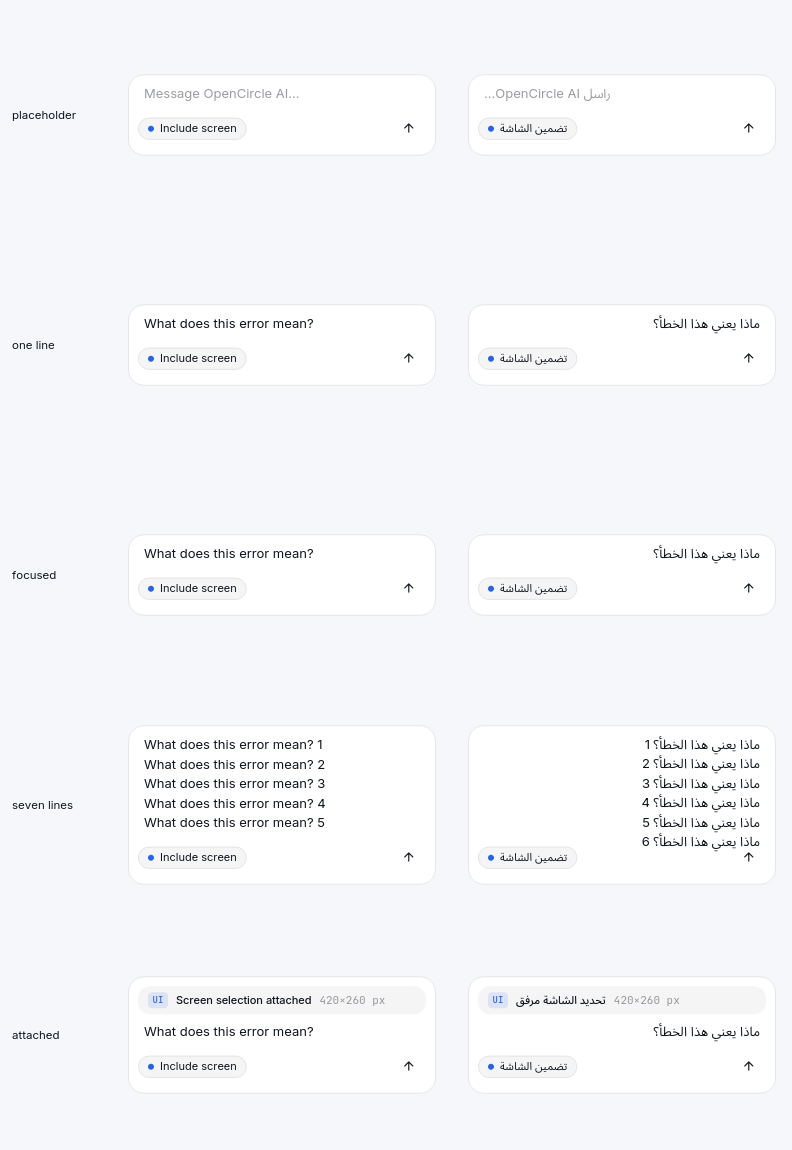 placeholder
Message OpenCircle AI...
Include screen
راسل OpenCircle AI...
تضمين الشاشة
one line
What does this error mean?
Include screen
ماذا يعني هذا الخطأ؟
تضمين الشاشة
focused
What does this error mean?
Include screen
ماذا يعني هذا الخطأ؟
تضمين الشاشة
seven lines
What does this error mean? 1
What does this error mean? 2
What does this error mean? 3
What does this error mean? 4
What does this error mean? 5
Include screen
ماذا يعني هذا الخطأ؟ 1
ماذا يعني هذا الخطأ؟ 2
ماذا يعني هذا الخطأ؟ 3
ماذا يعني هذا الخطأ؟ 4
ماذا يعني هذا الخطأ؟ 5
ماذا يعني هذا الخطأ؟ 6
تضمين الشاشة
attached
UI Screen selection attached 420×260 px
What does this error mean?
Include screen
UI تحديد الشاشة مرفق 420×260 px
ماذا يعني هذا الخطأ؟
تضمين الشاشة